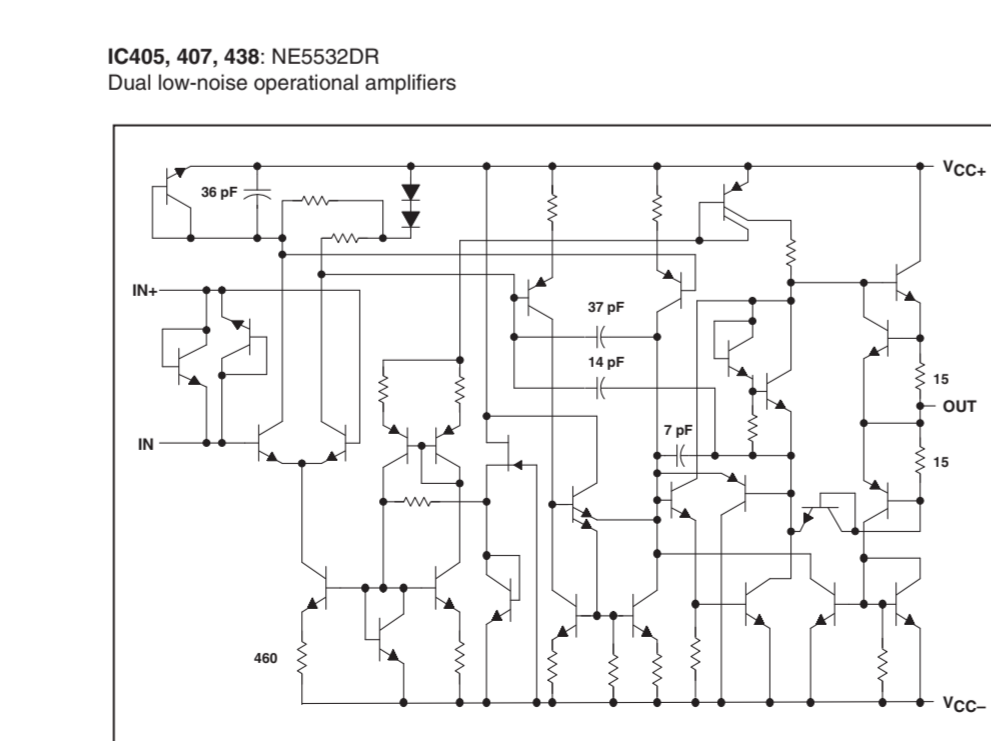 IC405, 407, 438: NE5532DR
Dual low-noise operational amplifiers
VCC+
36 pF
IN+
37 pF
14 pF
15
OUT
IN
7 pF
15
460
VCC–